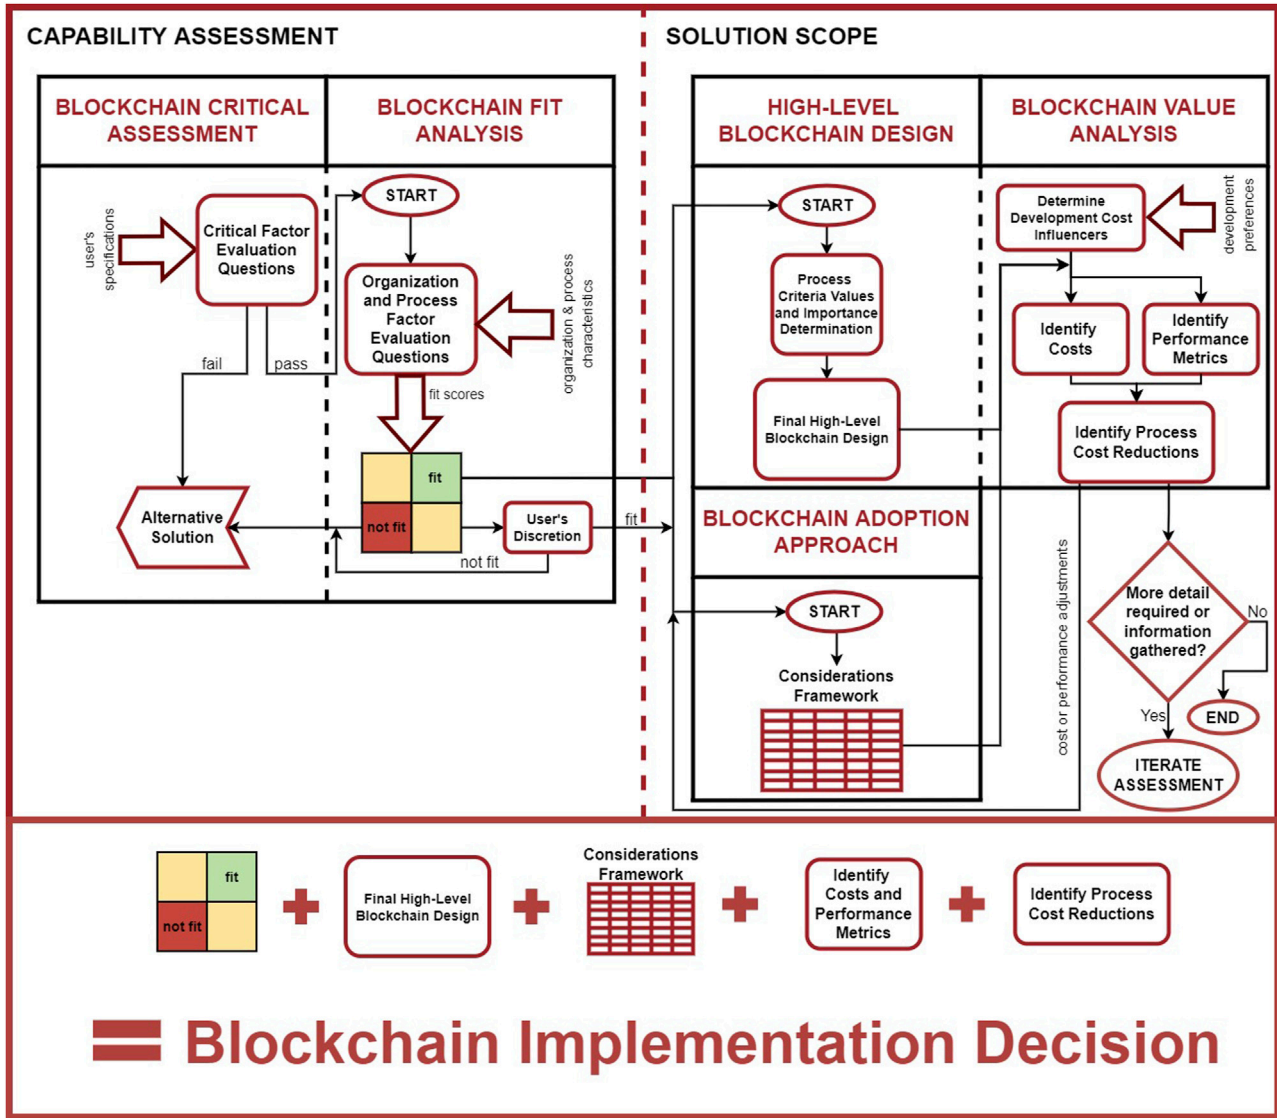 CAPABILITY ASSESSMENT
SOLUTION SCOPE
BLOCKCHAIN CRITICAL
ASSESSMENT
BLOCKCHAIN FIT
ANALYSIS
user's
specifications
Critical Factor
Evaluation
Questions
fail
pass
Alternative
Solution
START
Organization
and Process
Factor
Evaluation
Questions
organization & process
characteristics
fit scores
fit
not fit
User's
Discretion
fit
not fit
HIGH-LEVEL
BLOCKCHAIN DESIGN
START
Process
Criteria Values
and Importance
Determination
Final High-Level
Blockchain Design
BLOCKCHAIN VALUE
ANALYSIS
Determine
Development Cost
Influencers
development
preferences
Identify
Costs
Identify
Performance
Metrics
Identify Process
Cost Reductions
BLOCKCHAIN ADOPTION
APPROACH
START
Considerations
Framework
cost or performance adjustments
More detail
required or
information
gathered?
No
Yes
END
ITERATE
ASSESSMENT
fit
not fit
Final High-Level
Blockchain Design
Considerations
Framework
Identify
Costs and
Performance
Metrics
Identify Process
Cost Reductions
= Blockchain Implementation Decision